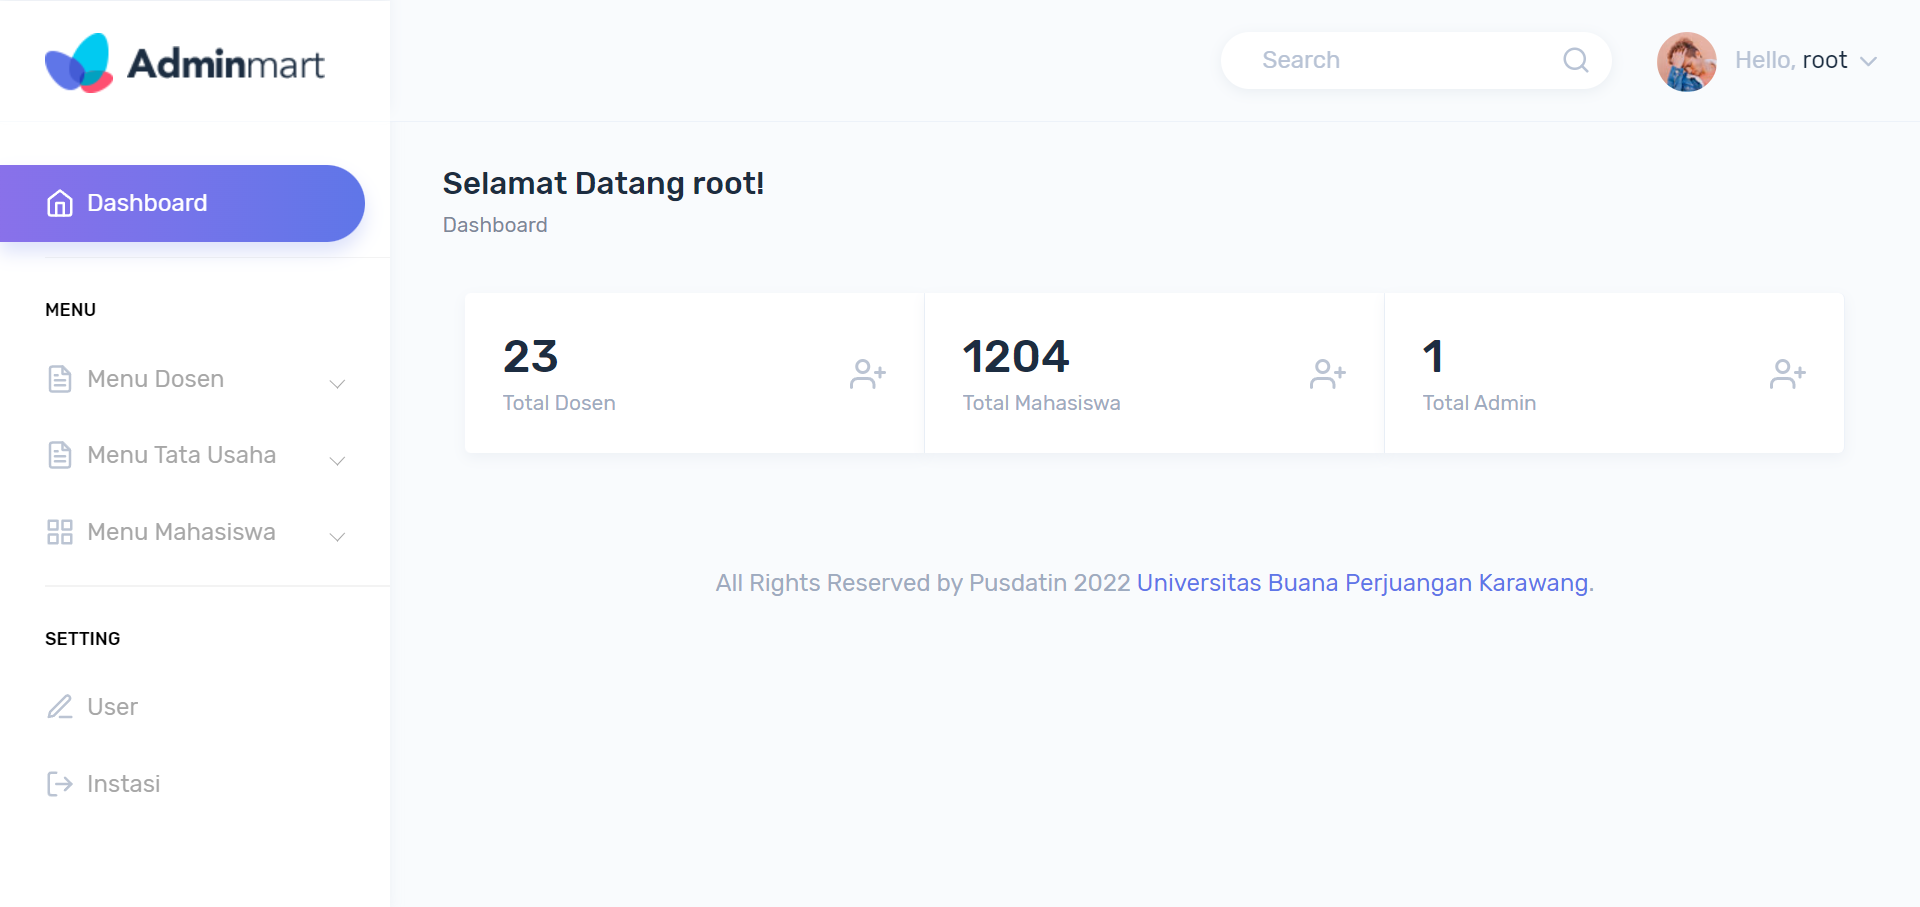 Adminmart
Search
Hello, root
Dashboard
MENU
Menu Dosen
Menu Tata Usaha
Menu Mahasiswa
SETTING
User
Instasi
Selamat Datang root!
Dashboard
23
Total Dosen
1204
Total Mahasiswa
1
Total Admin
All Rights Reserved by Pusdatin 2022 Universitas Buana Perjuangan Karawang.